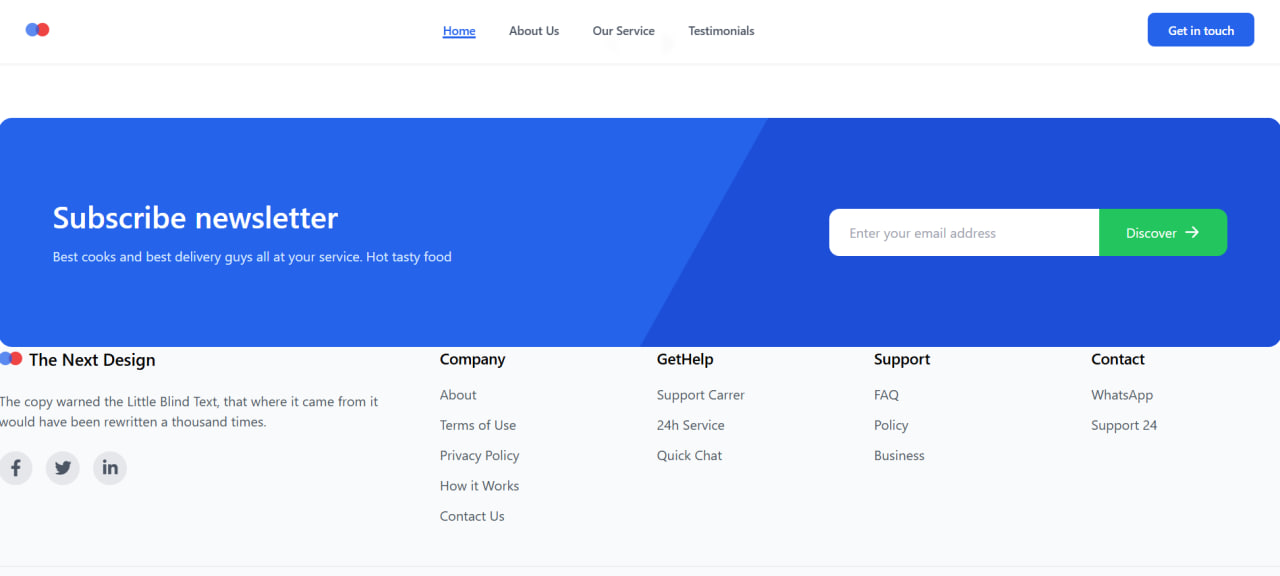 Home About Us Our Service Testimonials Get in touch
Subscribe newsletter
Best cooks and best delivery guys all at your service. Hot tasty food
Enter your email address Discover
The Next Design
The copy warned the Little Blind Text, that where it came from it
would have been rewritten a thousand times.
Company
About
Terms of Use
Privacy Policy
How it Works
Contact Us
GetHelp
Support Carrer
24h Service
Quick Chat
Support
FAQ
Policy
Business
Contact
WhatsApp
Support 24